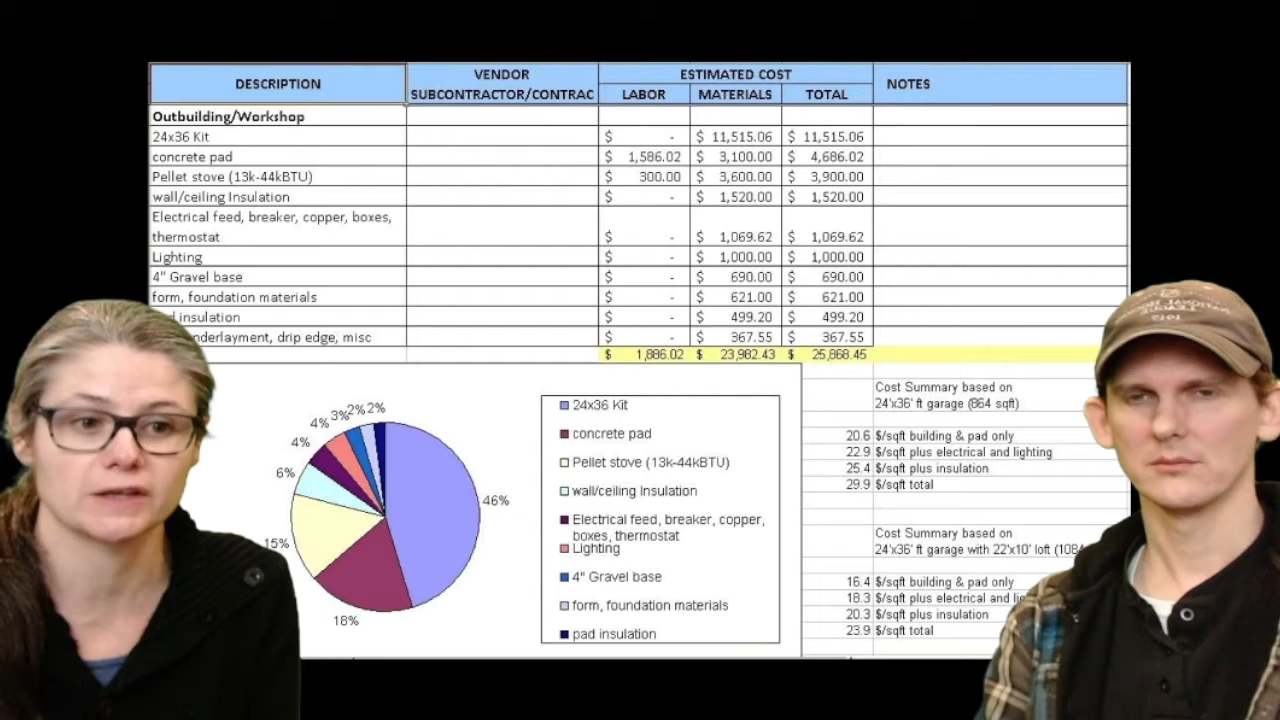 DESCRIPTION VENDOR SUBCONTRACTOR/CONTRAC ESTIMATED COST NOTES
LABOR MATERIALS TOTAL
Outbuilding/Workshop
24x36 Kit $ - $ 11,515.06 $ 11,515.06
concrete pad $ 1,586.02 $ 3,100.00 $ 4,686.02
Pellet stove (13k-44kBTU) $ 300.00 $ 3,600.00 $ 3,900.00
wall/ceiling Insulation $ - $ 1,520.00 $ 1,520.00
Electrical feed, breaker, copper, boxes,
thermostat $ - $ 1,069.62 $ 1,069.62
Lighting $ - $ 1,000.00 $ 1,000.00
4" Gravel base $ - $ 690.00 $ 690.00
form, foundation materials $ - $ 621.00 $ 621.00
insulation $ - $ 499.20 $ 499.20
drip edge, misc $ - $ 367.55 $ 367.55
$ 1,886.02 $ 23,982.43 $ 25,868.45
46%
18%
15%
6%
4%
4%
3%
2%
2%
24x36 Kit
concrete pad
Pellet stove (13k-44kBTU)
wall/ceiling Insulation
Electrical feed, breaker, copper,
boxes, thermostat
Lighting
4" Gravel base
form, foundation materials
pad insulation
Cost Summary based on
24'x36' ft garage (864 sqft)
20.6 $/sqft building & pad only
22.9 $/sqft plus electrical and lighting
25.4 $/sqft plus insulation
29.9 $/sqft total
Cost Summary based on
24'x36' ft garage with 22'x10' loft
16.4 $/sqft building & pad only
18.3 $/sqft plus electrical and
20.3 $/sqft plus insulation
23.9 $/sqft total